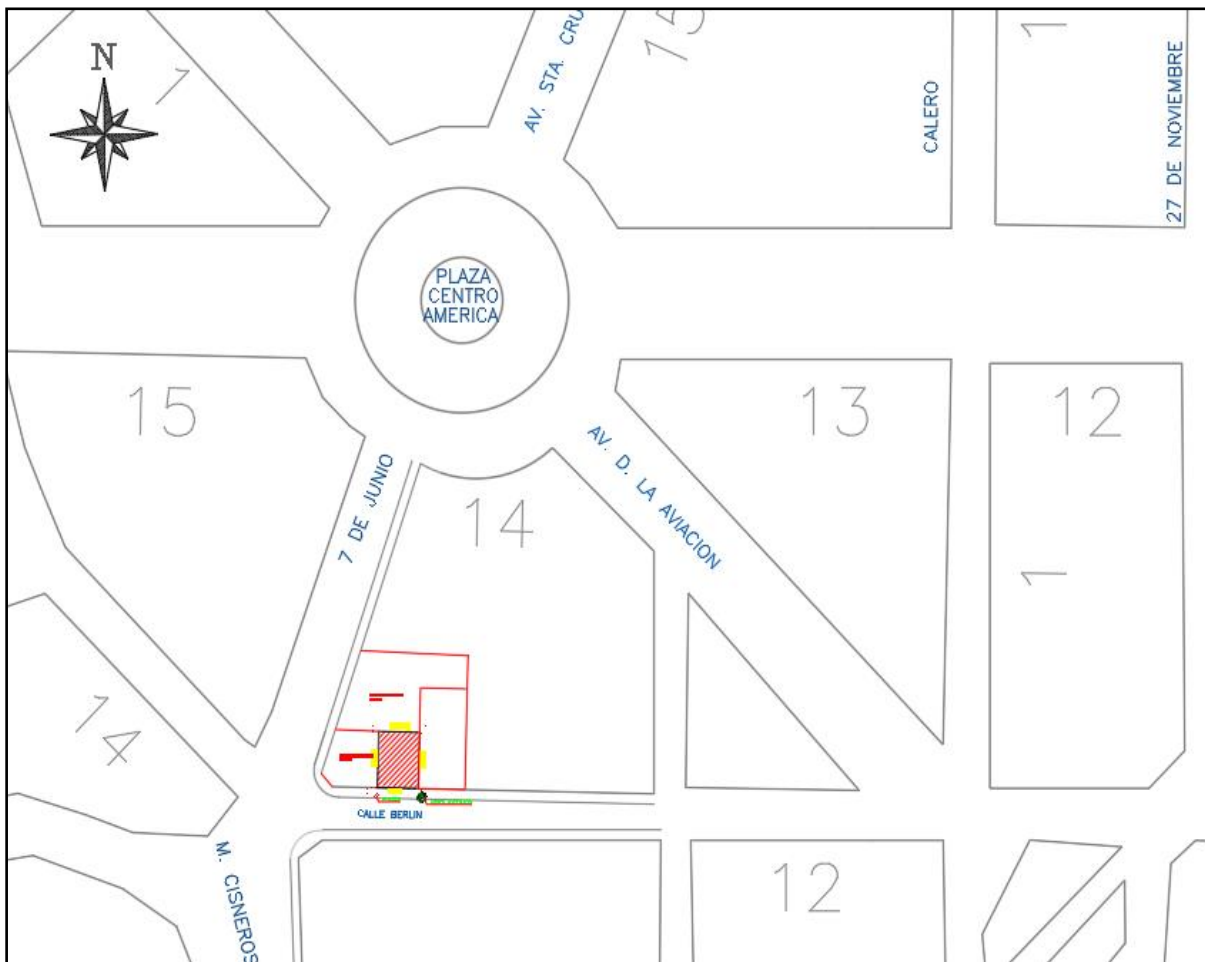 N
1
AV. STA. CRU
15
CALERO
1
27 DE NOVIEMBRE
PLAZA
CENTRO
AMERICA
15
7 DE JUNIO
14
AV. D. LA AVIACION
13
12
1
14
CALLE BERLIN
M. CISNEROS
12